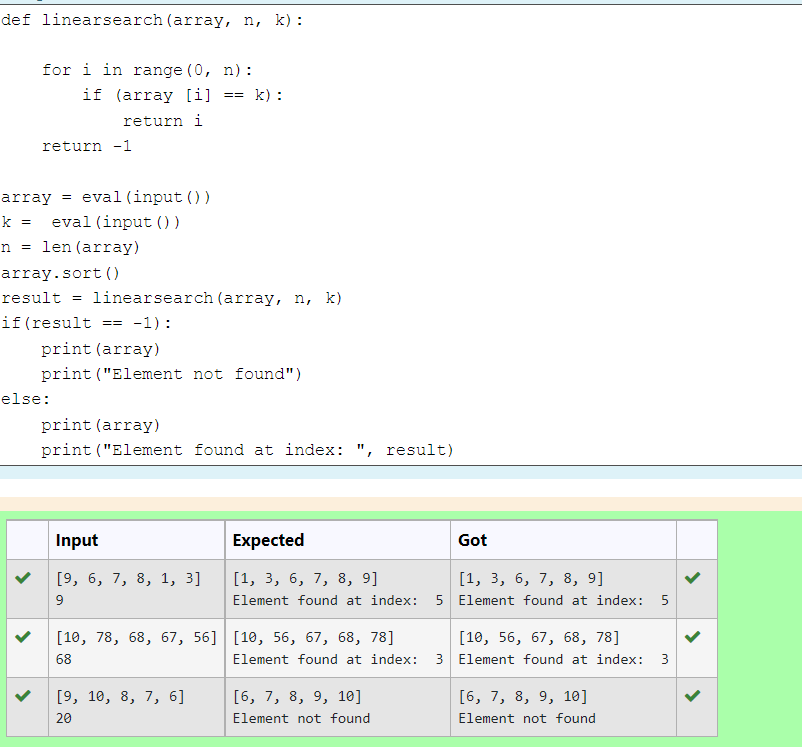 def linearsearch(array, n, k):
    for i in range(0, n):
        if (array [i] == k):
            return i
    return -1
array = eval(input())
k =  eval(input())
n = len(array)
array.sort()
result = linearsearch(array, n, k)
if(result == -1):
    print(array)
    print("Element not found")
else:
    print(array)
    print("Element found at index: ", result)
Input Expected Got
[9, 6, 7, 8, 1, 3] [1, 3, 6, 7, 8, 9] [1, 3, 6, 7, 8, 9]
9 Element found at index:  5 Element found at index:  5
[10, 78, 68, 67, 56] [10, 56, 67, 68, 78] [10, 56, 67, 68, 78]
68 Element found at index:  3 Element found at index:  3
[9, 10, 8, 7, 6] [6, 7, 8, 9, 10] [6, 7, 8, 9, 10]
20 Element not found Element not found